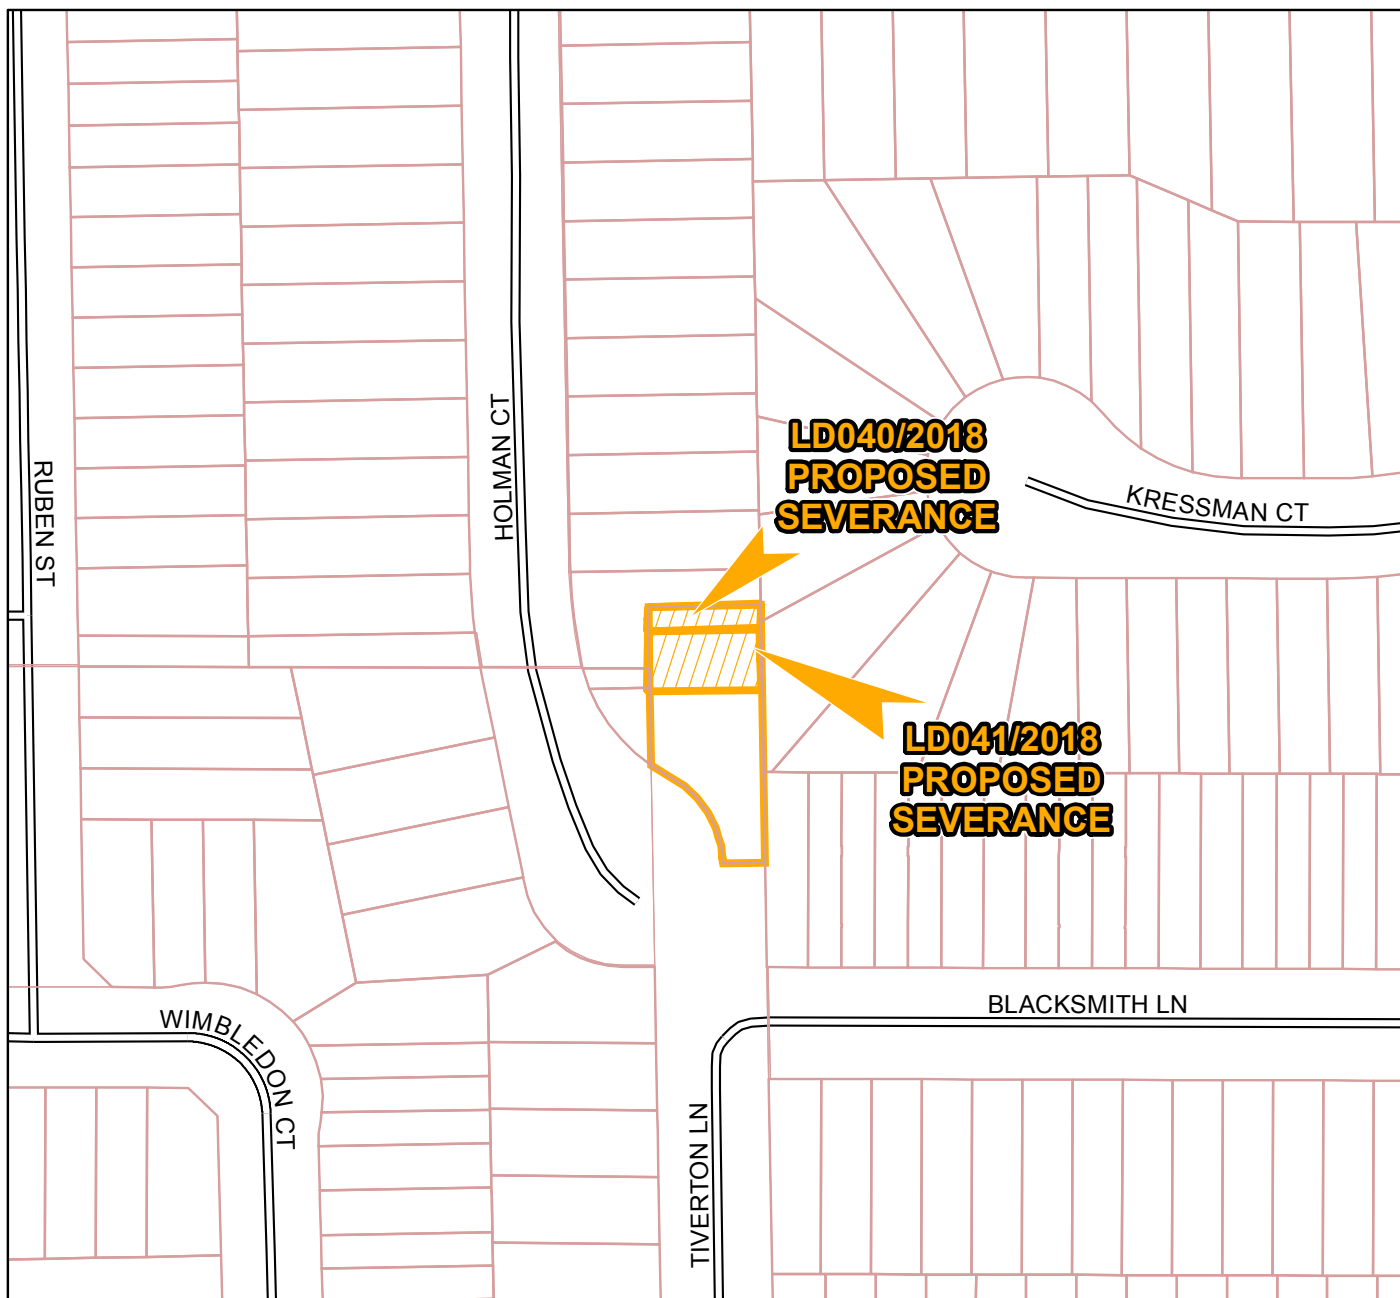 LD040/2018
PROPOSED
SEVERANCE
HOLMAN CT
RUBEN ST
KRESSMAN CT
LD041/2018
PROPOSED
SEVERANCE
BLACKSMITH LN
WIMBLEDON CT
TIVERTON LN